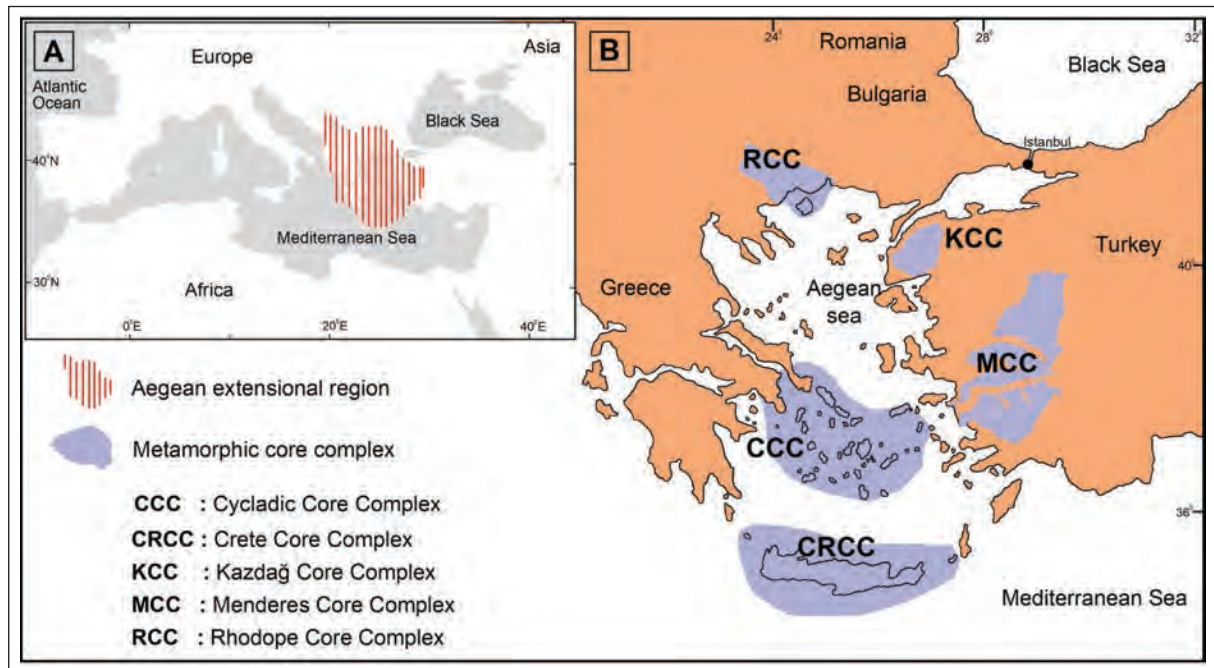 A
Europe
Asia
Atlantic
Ocean
Black Sea
40°N
Mediterranean Sea
30°N
Africa
0°E
20°E
40°E
Aegean extensional region
Metamorphic core complex
CCC : Cycladic Core Complex
CRCC : Crete Core Complex
KCC : Kazdağ Core Complex
MCC : Menderes Core Complex
RCC : Rhodope Core Complex
B
24°
28°
32°
Romania
Black Sea
Bulgaria
Istanbul
RCC
KCC
Turkey
40°
Greece
Aegean
sea
MCC
CCC
36°
CRCC
Mediterranean Sea